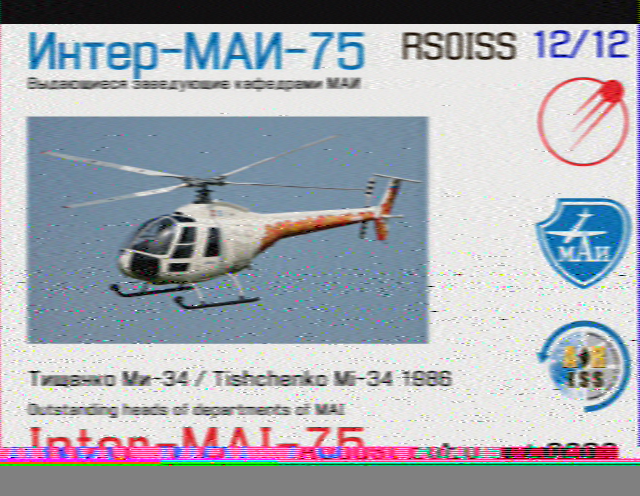 Интер-МАИ-75 RS0ISS 12/12
Выдающиеся заведующие кафедрами МАИ
МАИ
ISS
Тищенко Ми-34 / Tishchenko Mi-34 1986
Outstanding heads of departments of MAI
Inter-MAI-75